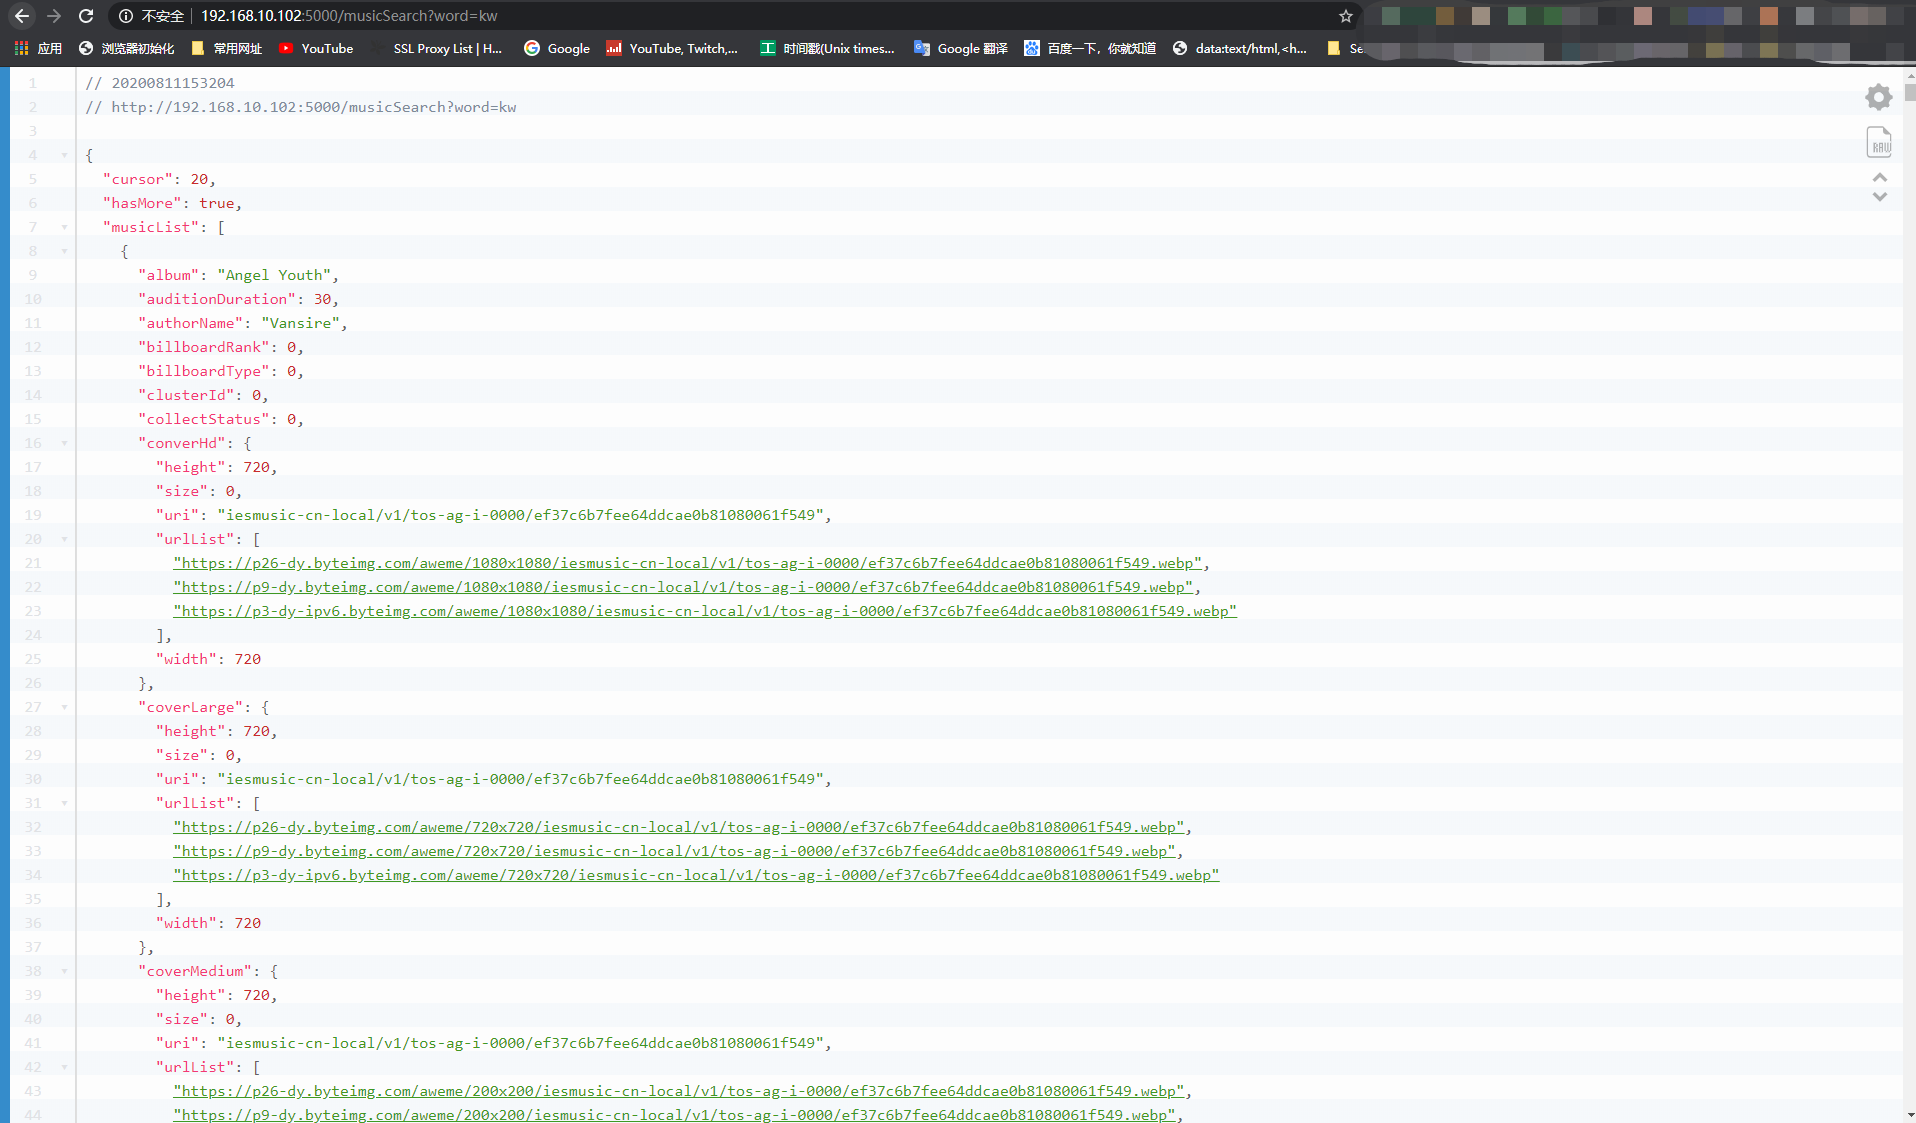 不安全 192.168.10.102:5000/musicSearch?word=kw
应用 浏览器初始化 常用网址 YouTube SSL Proxy List | H... Google YouTube, Twitch,... 时间戳(Unix times... Google 翻译 百度一下，你就知道 data:text/html,<h... Se
1 // 20200811153204
2 // http://192.168.10.102:5000/musicSearch?word=kw
3
4 {
5 "cursor": 20,
6 "hasMore": true,
7 "musicList": [
8 {
9 "album": "Angel Youth",
10 "auditionDuration": 30,
11 "authorName": "Vansire",
12 "billboardRank": 0,
13 "billboardType": 0,
14 "clusterId": 0,
15 "collectStatus": 0,
16 "converHd": {
17 "height": 720,
18 "size": 0,
19 "uri": "iesmusic-cn-local/v1/tos-ag-i-0000/ef37c6b7fee64ddcae0b81080061f549",
20 "urlList": [
21 "https://p26-dy.byteimg.com/aweme/1080x1080/iesmusic-cn-local/v1/tos-ag-i-0000/ef37c6b7fee64ddcae0b81080061f549.webp",
22 "https://p9-dy.byteimg.com/aweme/1080x1080/iesmusic-cn-local/v1/tos-ag-i-0000/ef37c6b7fee64ddcae0b81080061f549.webp",
23 "https://p3-dy-ipv6.byteimg.com/aweme/1080x1080/iesmusic-cn-local/v1/tos-ag-i-0000/ef37c6b7fee64ddcae0b81080061f549.webp"
24 ],
25 "width": 720
26 },
27 "coverLarge": {
28 "height": 720,
29 "size": 0,
30 "uri": "iesmusic-cn-local/v1/tos-ag-i-0000/ef37c6b7fee64ddcae0b81080061f549",
31 "urlList": [
32 "https://p26-dy.byteimg.com/aweme/720x720/iesmusic-cn-local/v1/tos-ag-i-0000/ef37c6b7fee64ddcae0b81080061f549.webp",
33 "https://p9-dy.byteimg.com/aweme/720x720/iesmusic-cn-local/v1/tos-ag-i-0000/ef37c6b7fee64ddcae0b81080061f549.webp",
34 "https://p3-dy-ipv6.byteimg.com/aweme/720x720/iesmusic-cn-local/v1/tos-ag-i-0000/ef37c6b7fee64ddcae0b81080061f549.webp"
35 ],
36 "width": 720
37 },
38 "coverMedium": {
39 "height": 720,
40 "size": 0,
41 "uri": "iesmusic-cn-local/v1/tos-ag-i-0000/ef37c6b7fee64ddcae0b81080061f549",
42 "urlList": [
43 "https://p26-dy.byteimg.com/aweme/200x200/iesmusic-cn-local/v1/tos-ag-i-0000/ef37c6b7fee64ddcae0b81080061f549.webp",
44 "https://p9-dy.byteimg.com/aweme/200x200/iesmusic-cn-local/v1/tos-ag-i-0000/ef37c6b7fee64ddcae0b81080061f549.webp",
RAW